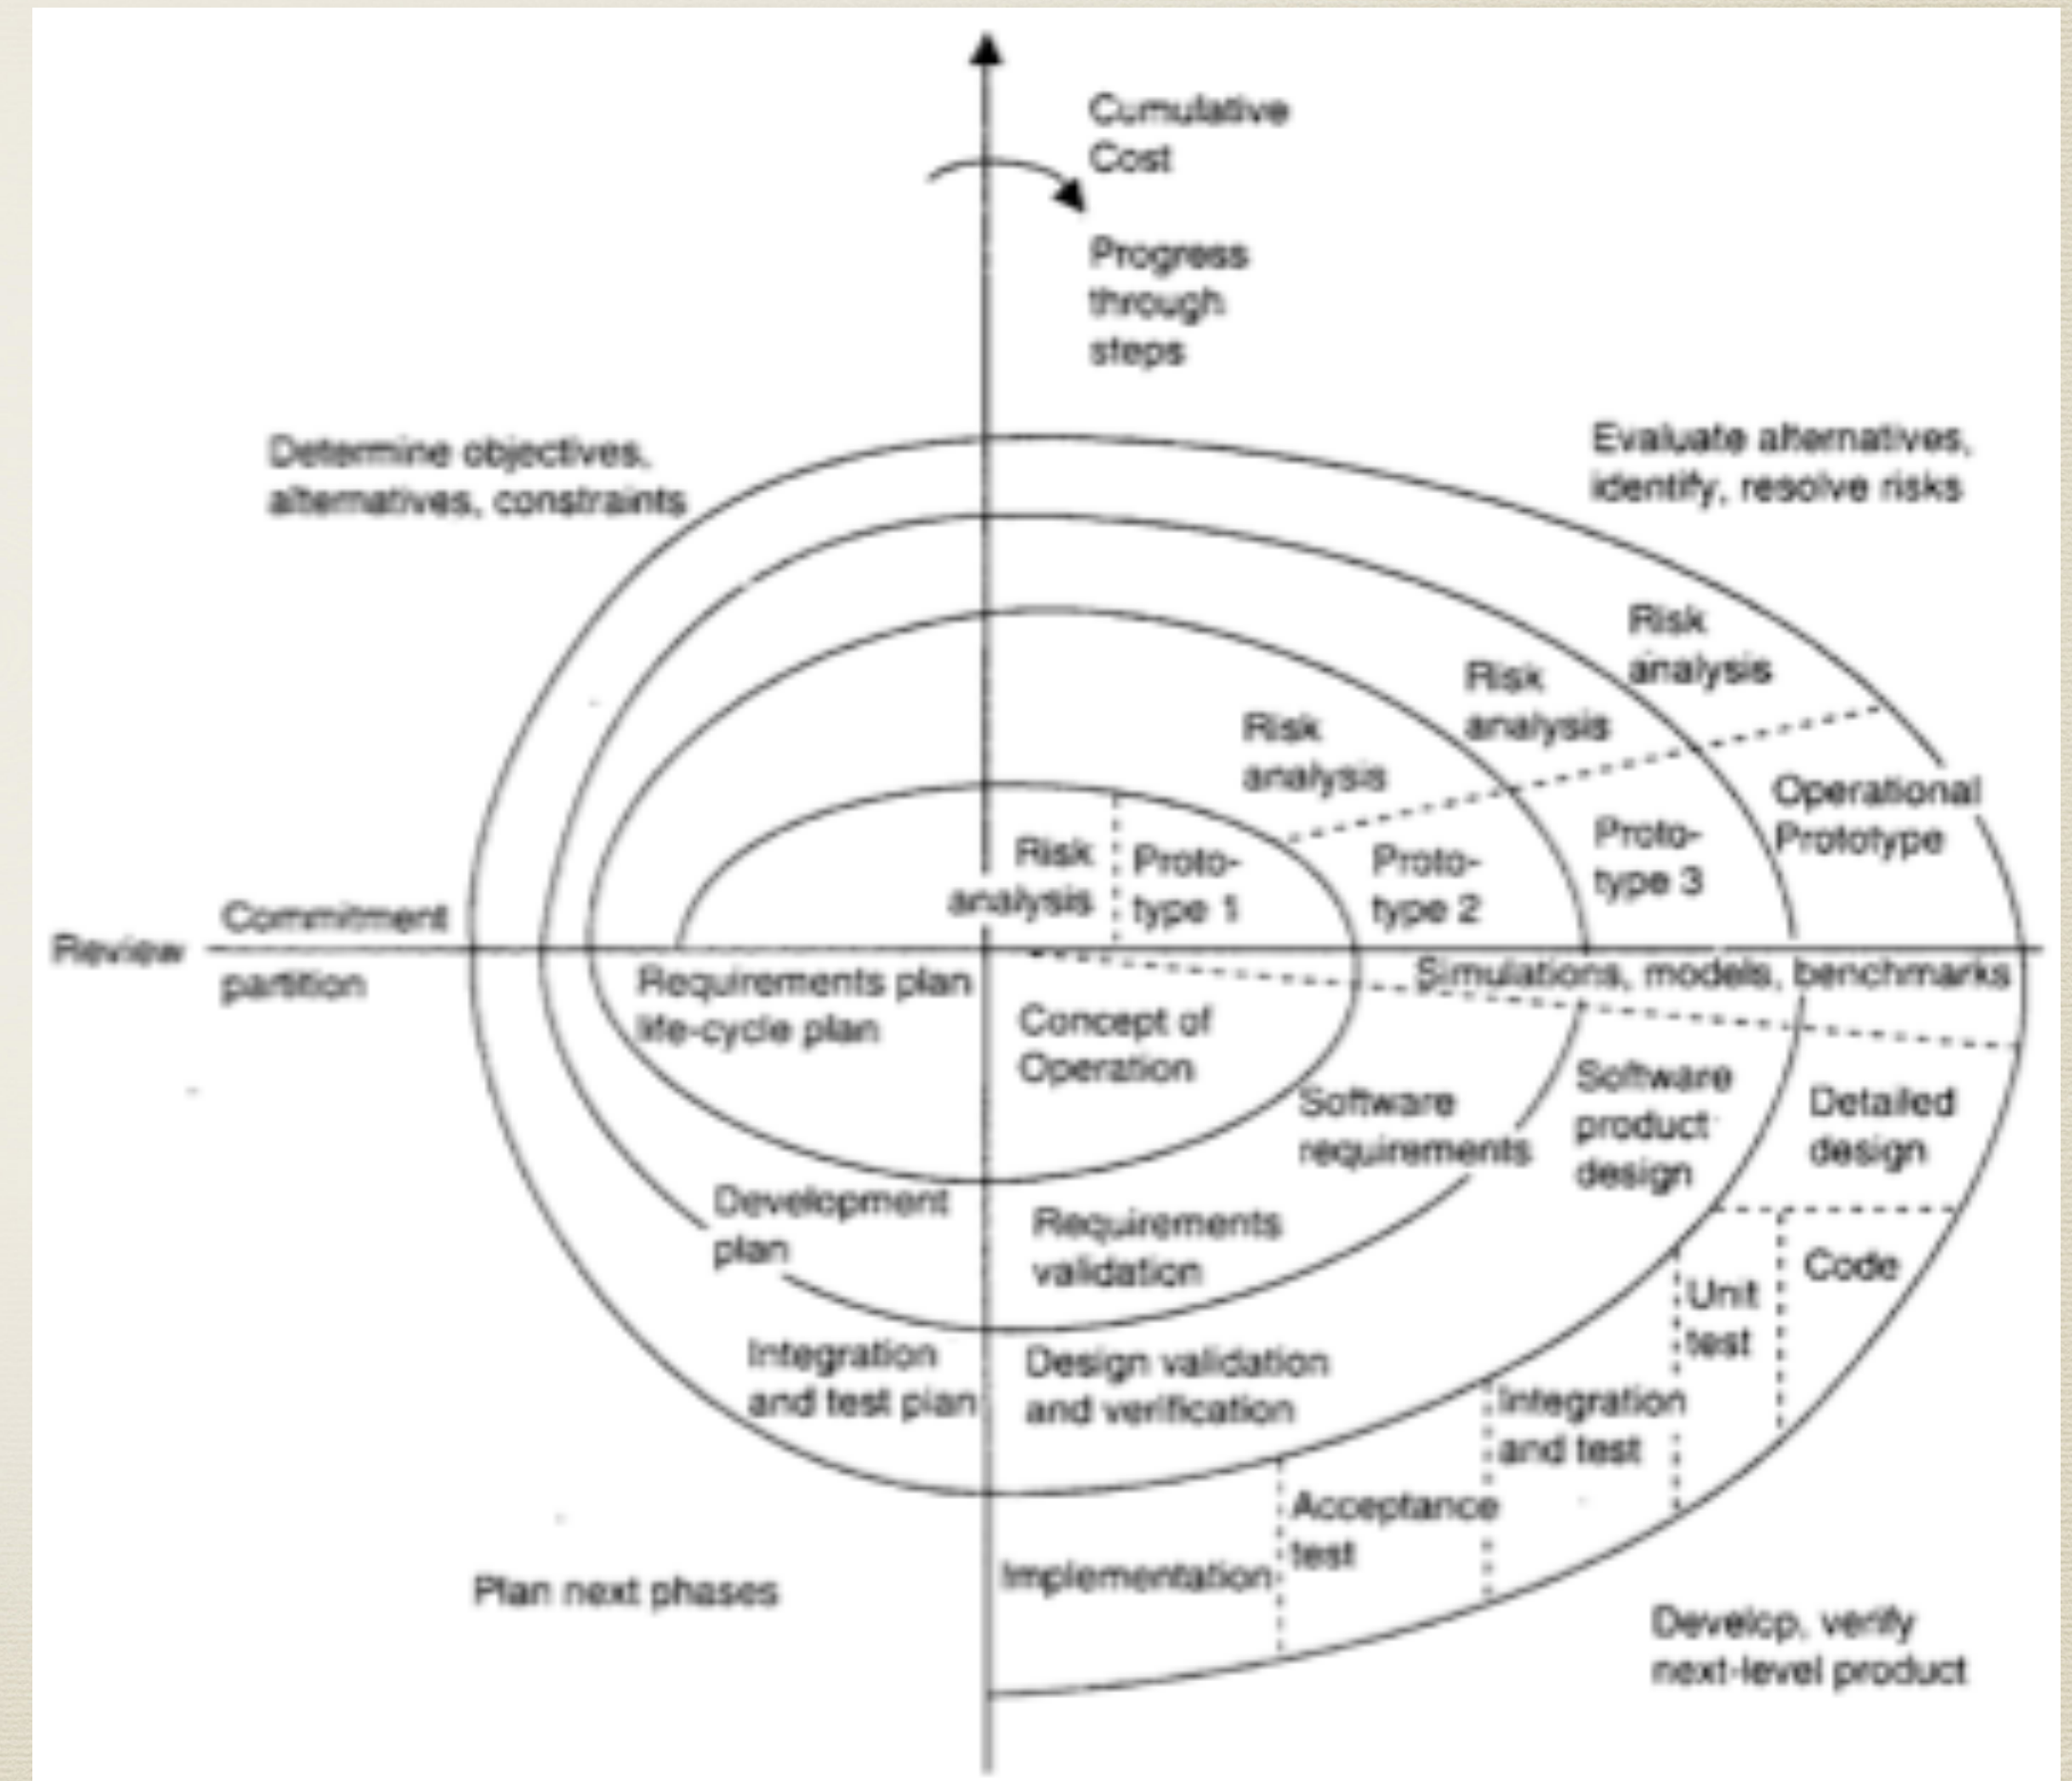 Cumulative
Cost
Progress
through
steps
Determine objectives,
alternatives, constraints
Evaluate alternatives,
identify, resolve risks
Risk
analysis
Risk
analysis
Risk
analysis
Operational
Prototype
Proto-
type 3
Proto-
type 2
Risk
analysis
Proto-
type 1
Review
Commitment
partition
Requirements plan
life-cycle plan
Simulations, models, benchmarks
Concept of
Operation
Software
requirements
Software
product
design
Detailed
design
Development
plan
Requirements
validation
Code
Unit
test
Integration
and test plan
Design validation
and verification
Integration
and test
Acceptance
test
Implementation
Plan next phases
Develop, verify
next-level product